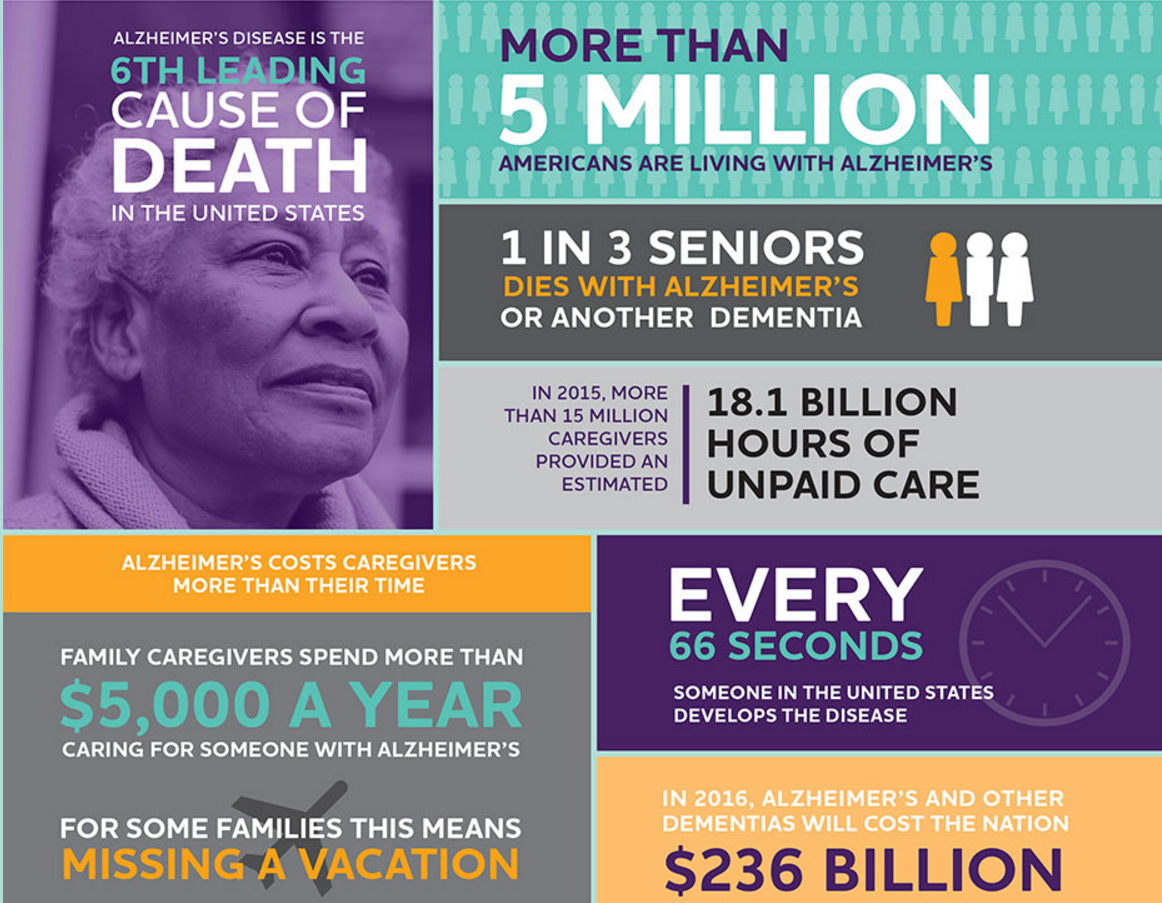 ALZHEIMER'S DISEASE IS THE
6TH LEADING
CAUSE OF
DEATH
IN THE UNITED STATES
MORE THAN
5 MILLION
AMERICANS ARE LIVING WITH ALZHEIMER'S
1 IN 3 SENIORS
DIES WITH ALZHEIMER'S
OR ANOTHER DEMENTIA
IN 2015, MORE
THAN 15 MILLION
CAREGIVERS
PROVIDED AN
ESTIMATED
18.1 BILLION
HOURS OF
UNPAID CARE
ALZHEIMER'S COSTS CAREGIVERS
MORE THAN THEIR TIME
FAMILY CAREGIVERS SPEND MORE THAN
$5,000 A YEAR
CARING FOR SOMEONE WITH ALZHEIMER'S
FOR SOME FAMILIES THIS MEANS
MISSING A VACATION
EVERY
66 SECONDS
SOMEONE IN THE UNITED STATES
DEVELOPS THE DISEASE
IN 2016, ALZHEIMER'S AND OTHER
DEMENTIAS WILL COST THE NATION
$236 BILLION